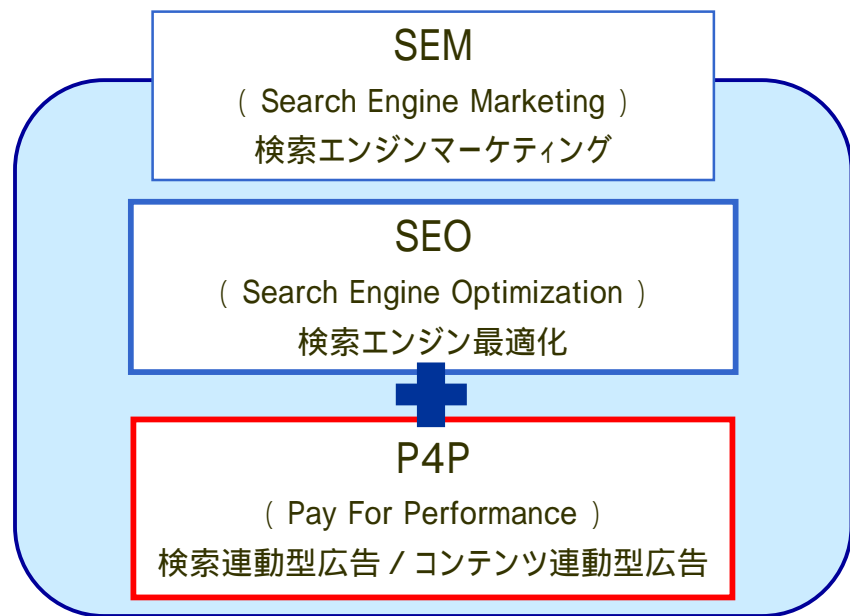 SEM
( Search Engine Marketing )
検索エンジンマーケティング
SEO
( Search Engine Optimization )
検索エンジン最適化
P4P
( Pay For Performance )
検索連動型広告 / コンテンツ連動型広告